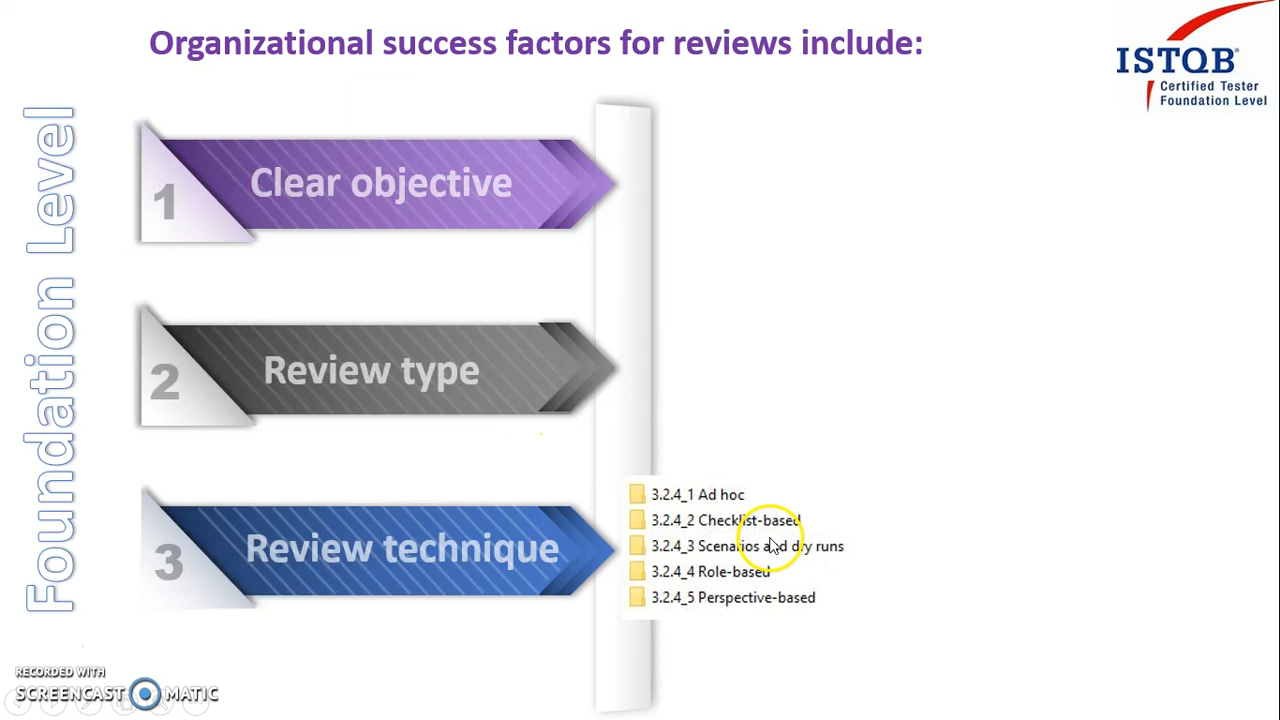 Organizational success factors for reviews include:
ISTQB®
Certified Tester
Foundation Level
Foundation Level
1
Clear objective
2
Review type
3
Review technique
3.2.4_1 Ad hoc
3.2.4_2 Checklist-based
3.2.4_3 Scenarios and dry runs
3.2.4_4 Role-based
3.2.4_5 Perspective-based
RECORDED WITH
SCREENCAST MATIC